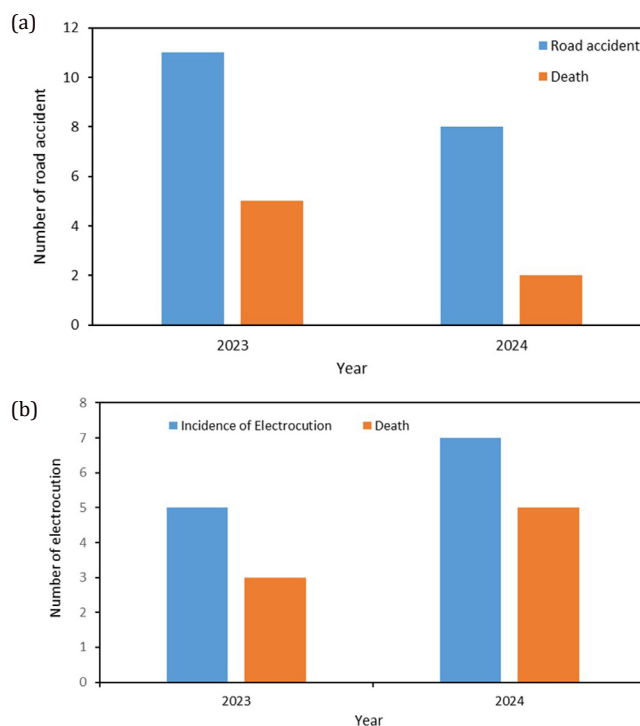 (a)
12
10
8
6
4
2
0
Number of road accident
Road accident
Death
2023
2024
Year
(b)
8
7
6
5
4
3
2
1
0
Number of electrocution
Incidence of Electrocution
Death
2023
2024
Year